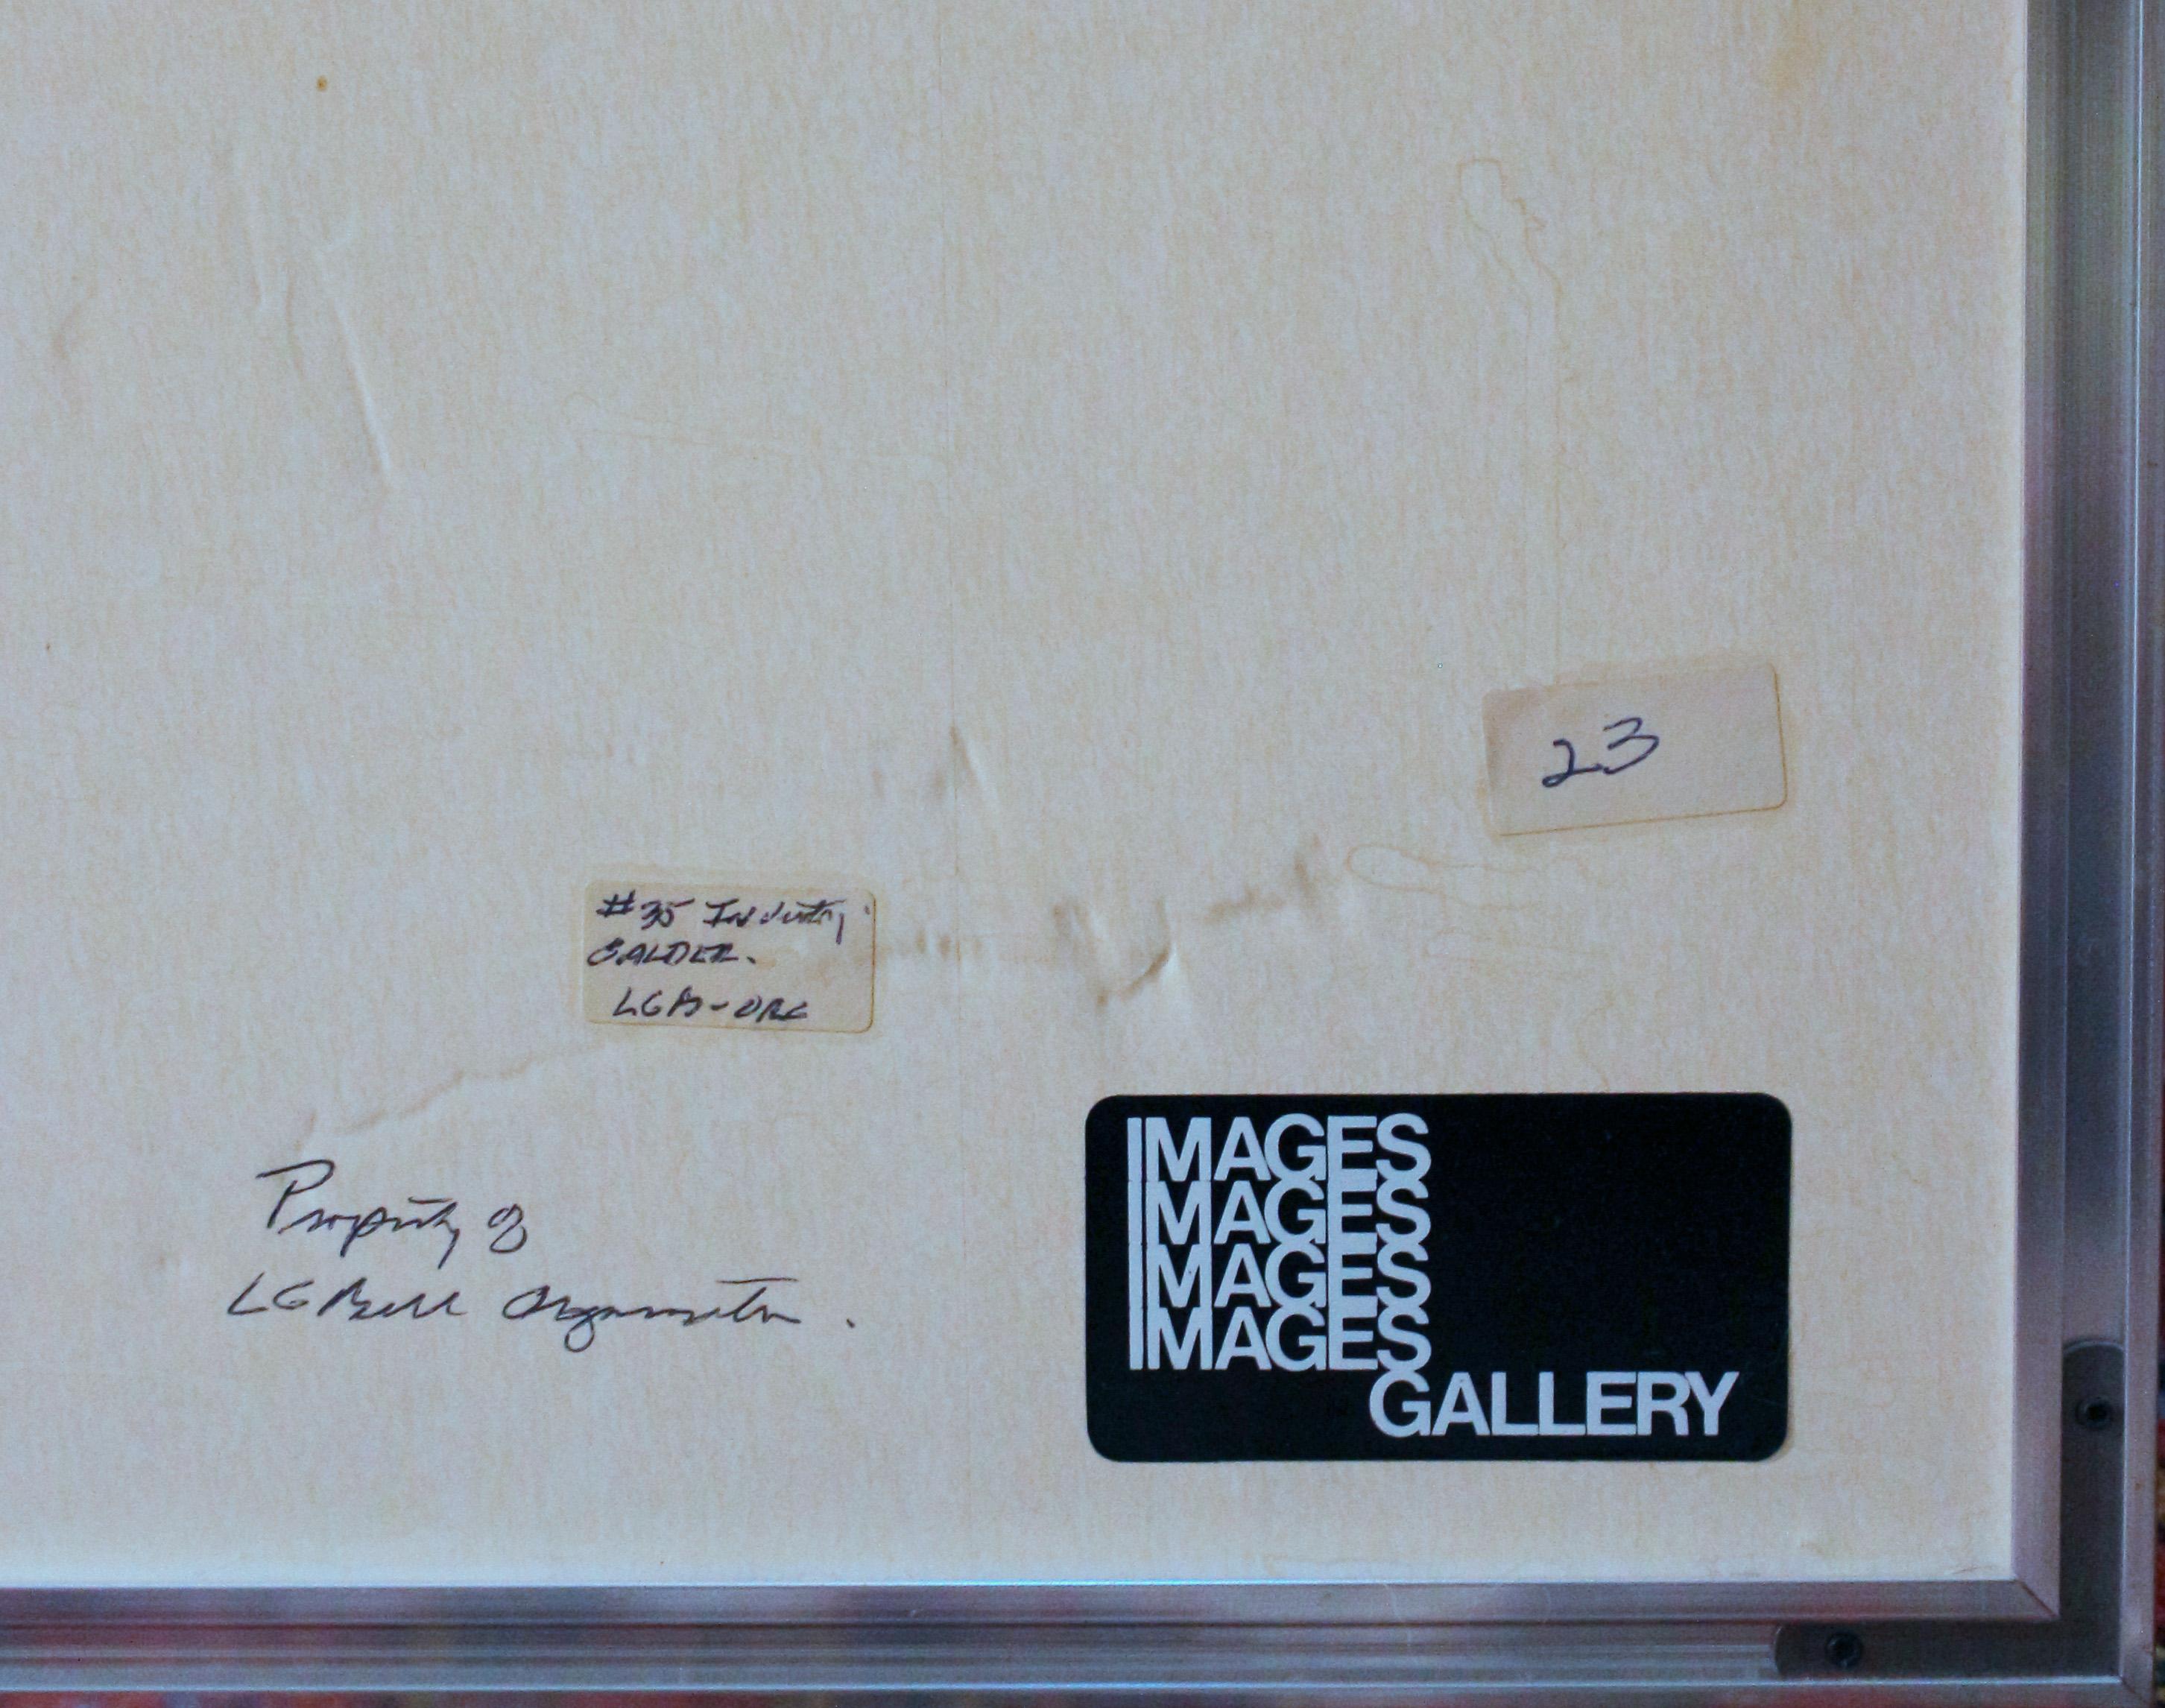 23
#35 Industry
CALDER.
LGB-ORG
Property of
LG Bell Organization.
IMAGES
IMAGES
IMAGES
IMAGES
GALLERY